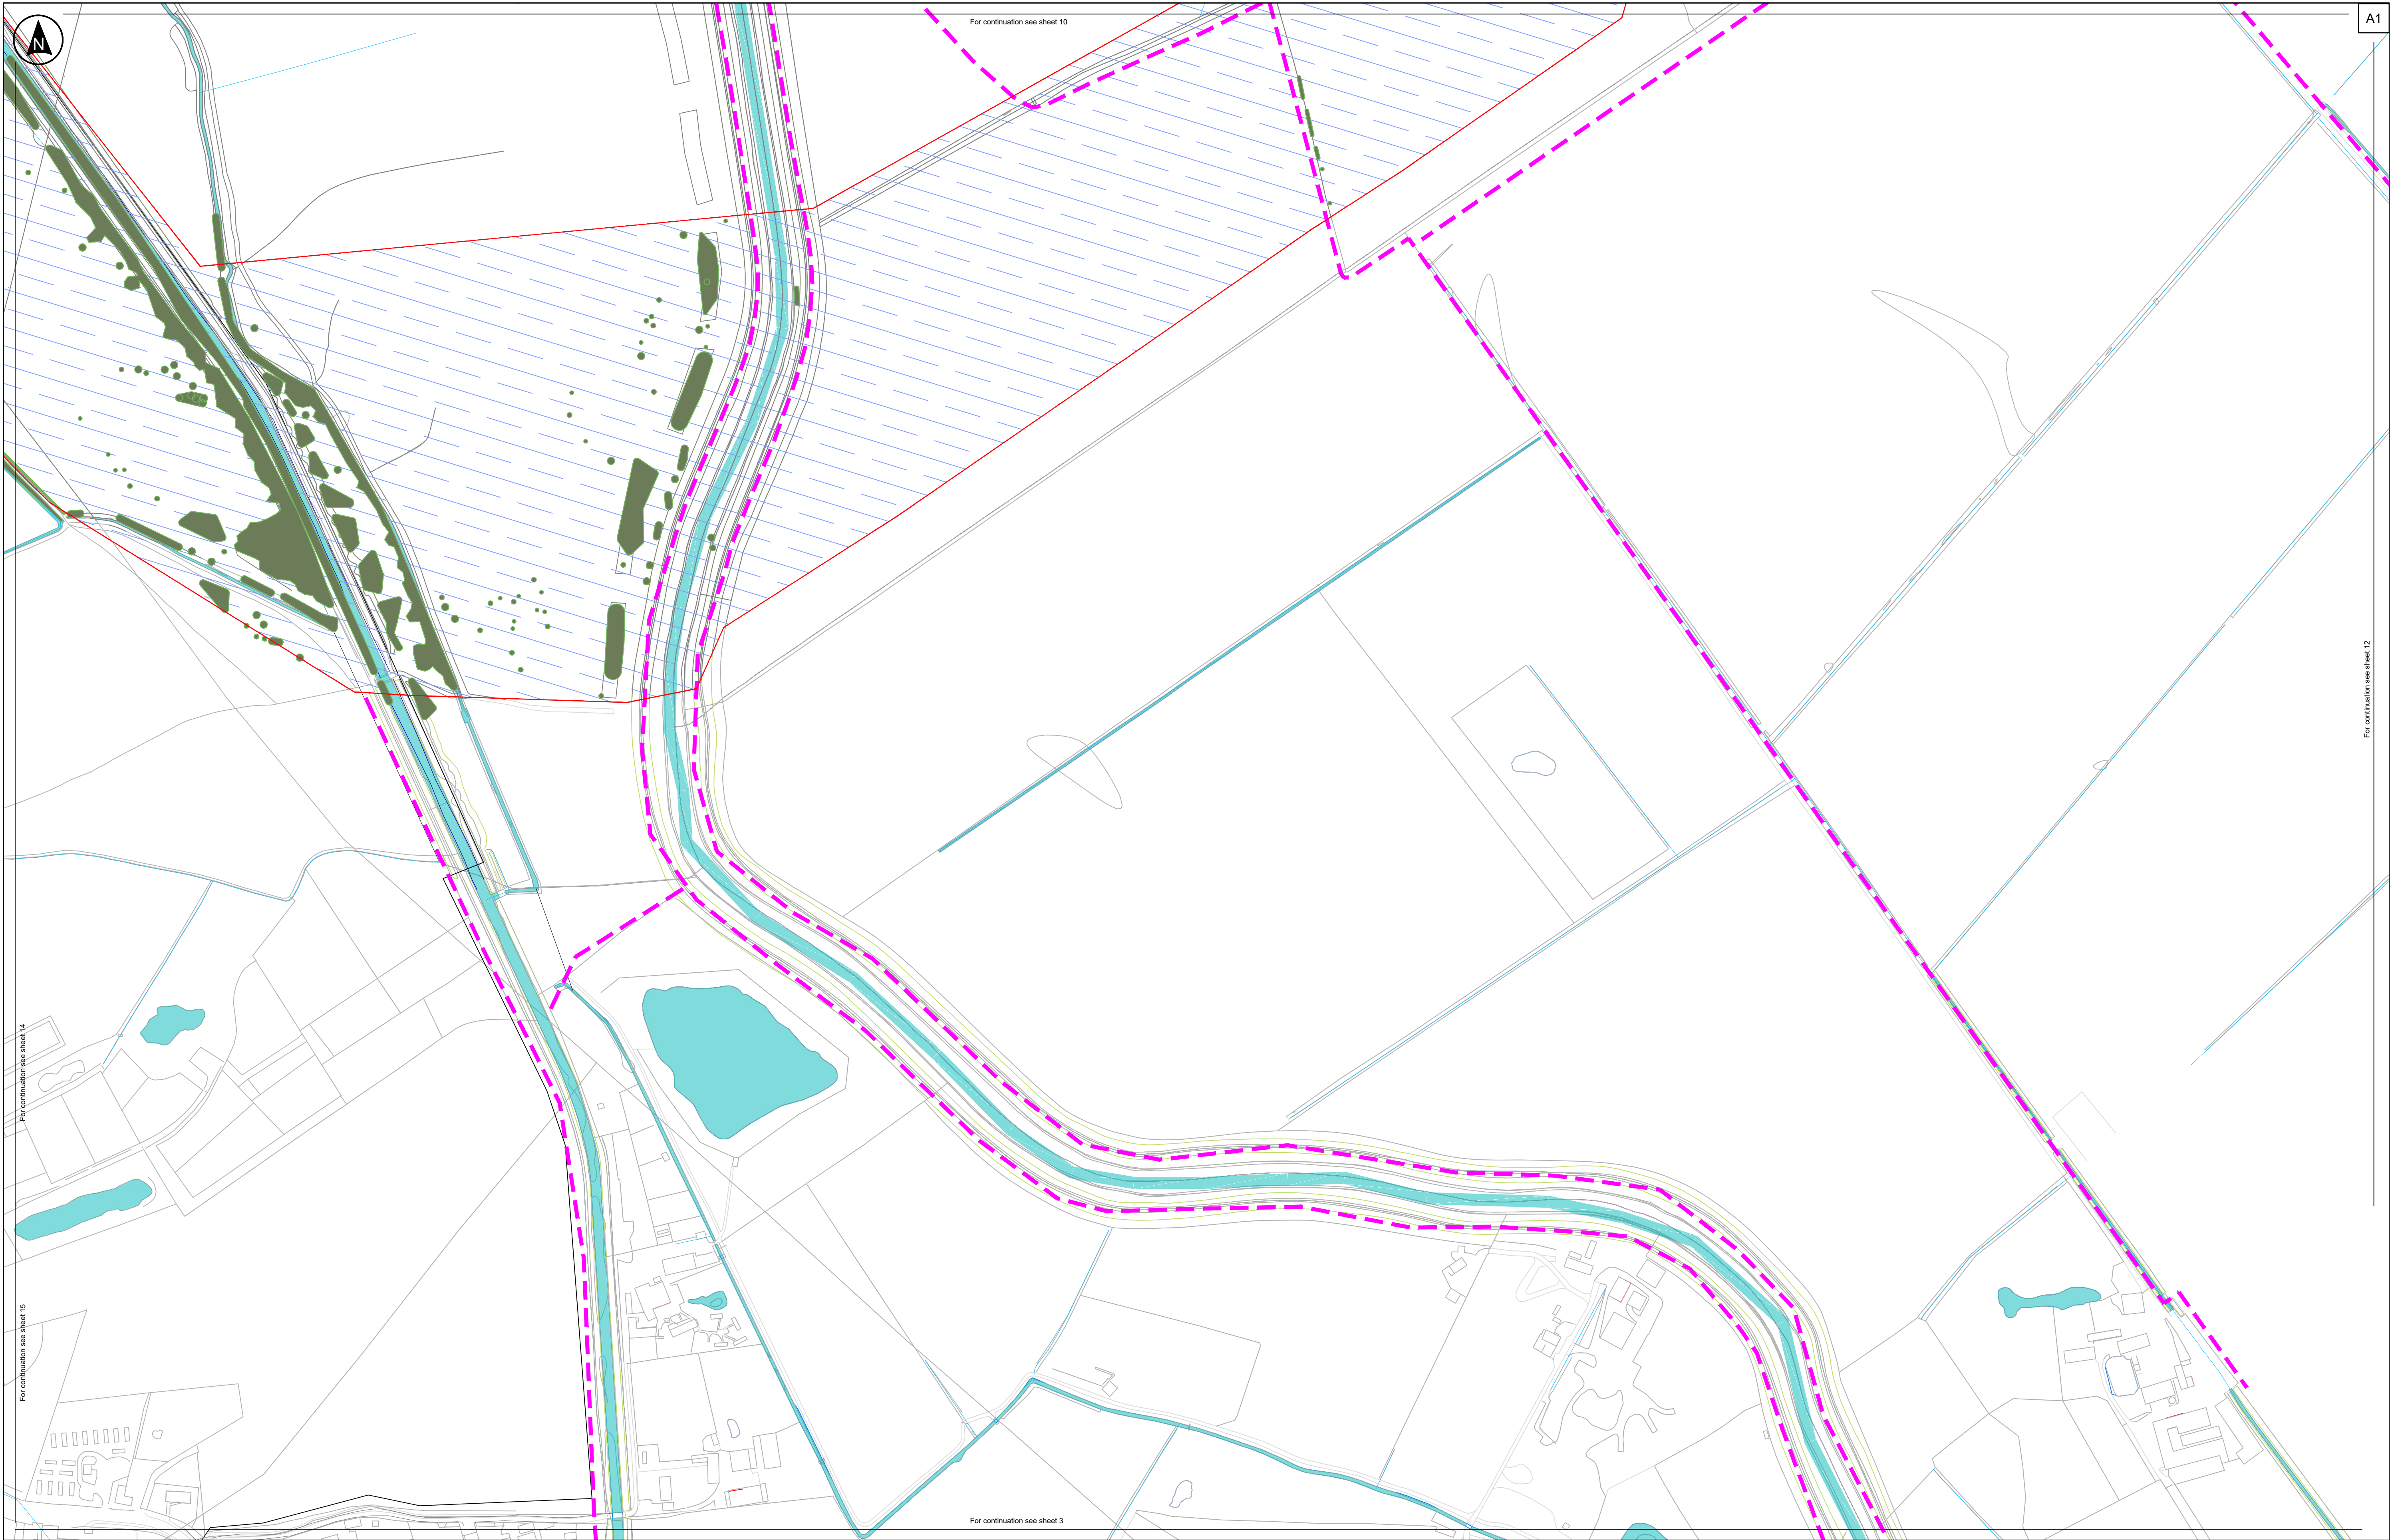 For continuation see sheet 10
A1
N
For continuation see sheet 12
For continuation see sheet 14
For continuation see sheet 15
For continuation see sheet 3